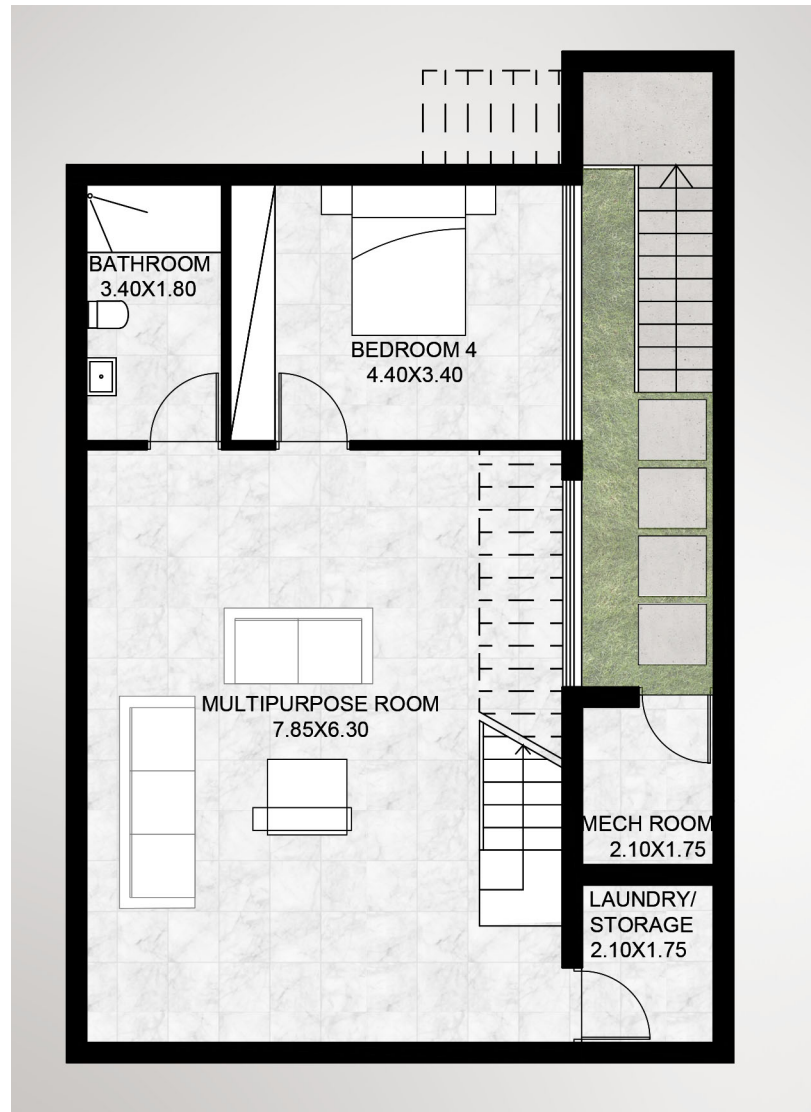 BATHROOM
3.40X1.80
BEDROOM 4
4.40X3.40
MULTIPURPOSE ROOM
7.85X6.30
MECH ROOM
2.10X1.75
LAUNDRY/
STORAGE
2.10X1.75